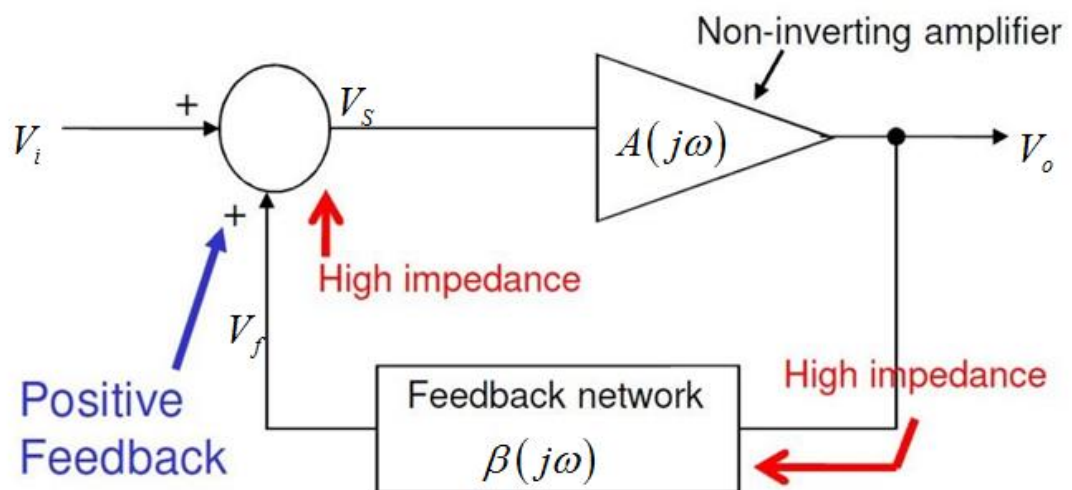 Non-inverting amplifier
+
V_s
V_i
A(jω)
V_o
+
High impedance
V_f
High impedance
Positive
Feedback
Feedback network
β(jω)